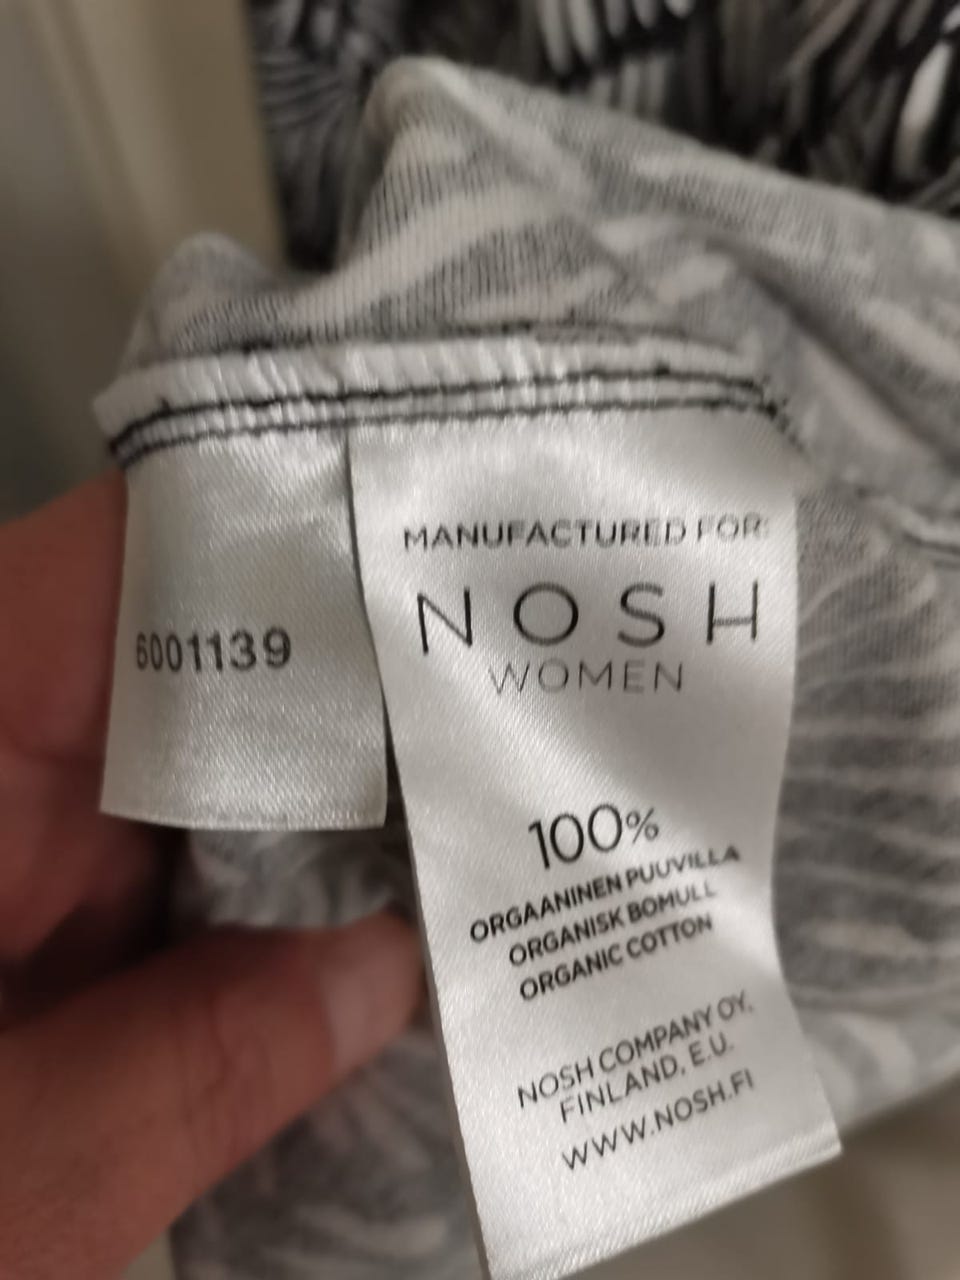 6001139
MANUFACTURED FOR:
NOSH
WOMEN
100%
ORGAANINEN PUUVILLA
ORGANISK BOMULL
ORGANIC COTTON
NOSH COMPANY OY,
FINLAND, E.U.
WWW.NOSH.FI